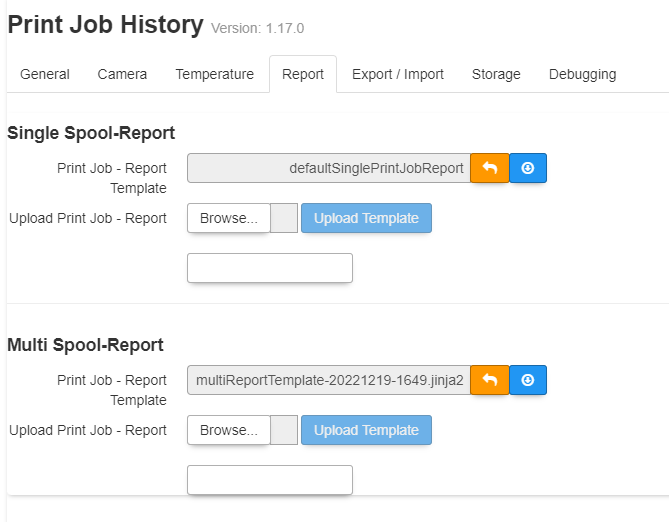 Print Job History Version: 1.17.0
General Camera Temperature Report Export / Import Storage Debugging
Single Spool-Report
Print Job - Report Template defaultSinglePrintJobReport
Upload Print Job - Report Browse... Upload Template
Multi Spool-Report
Print Job - Report Template multiReportTemplate-20221219-1649.jinja2
Upload Print Job - Report Browse... Upload Template